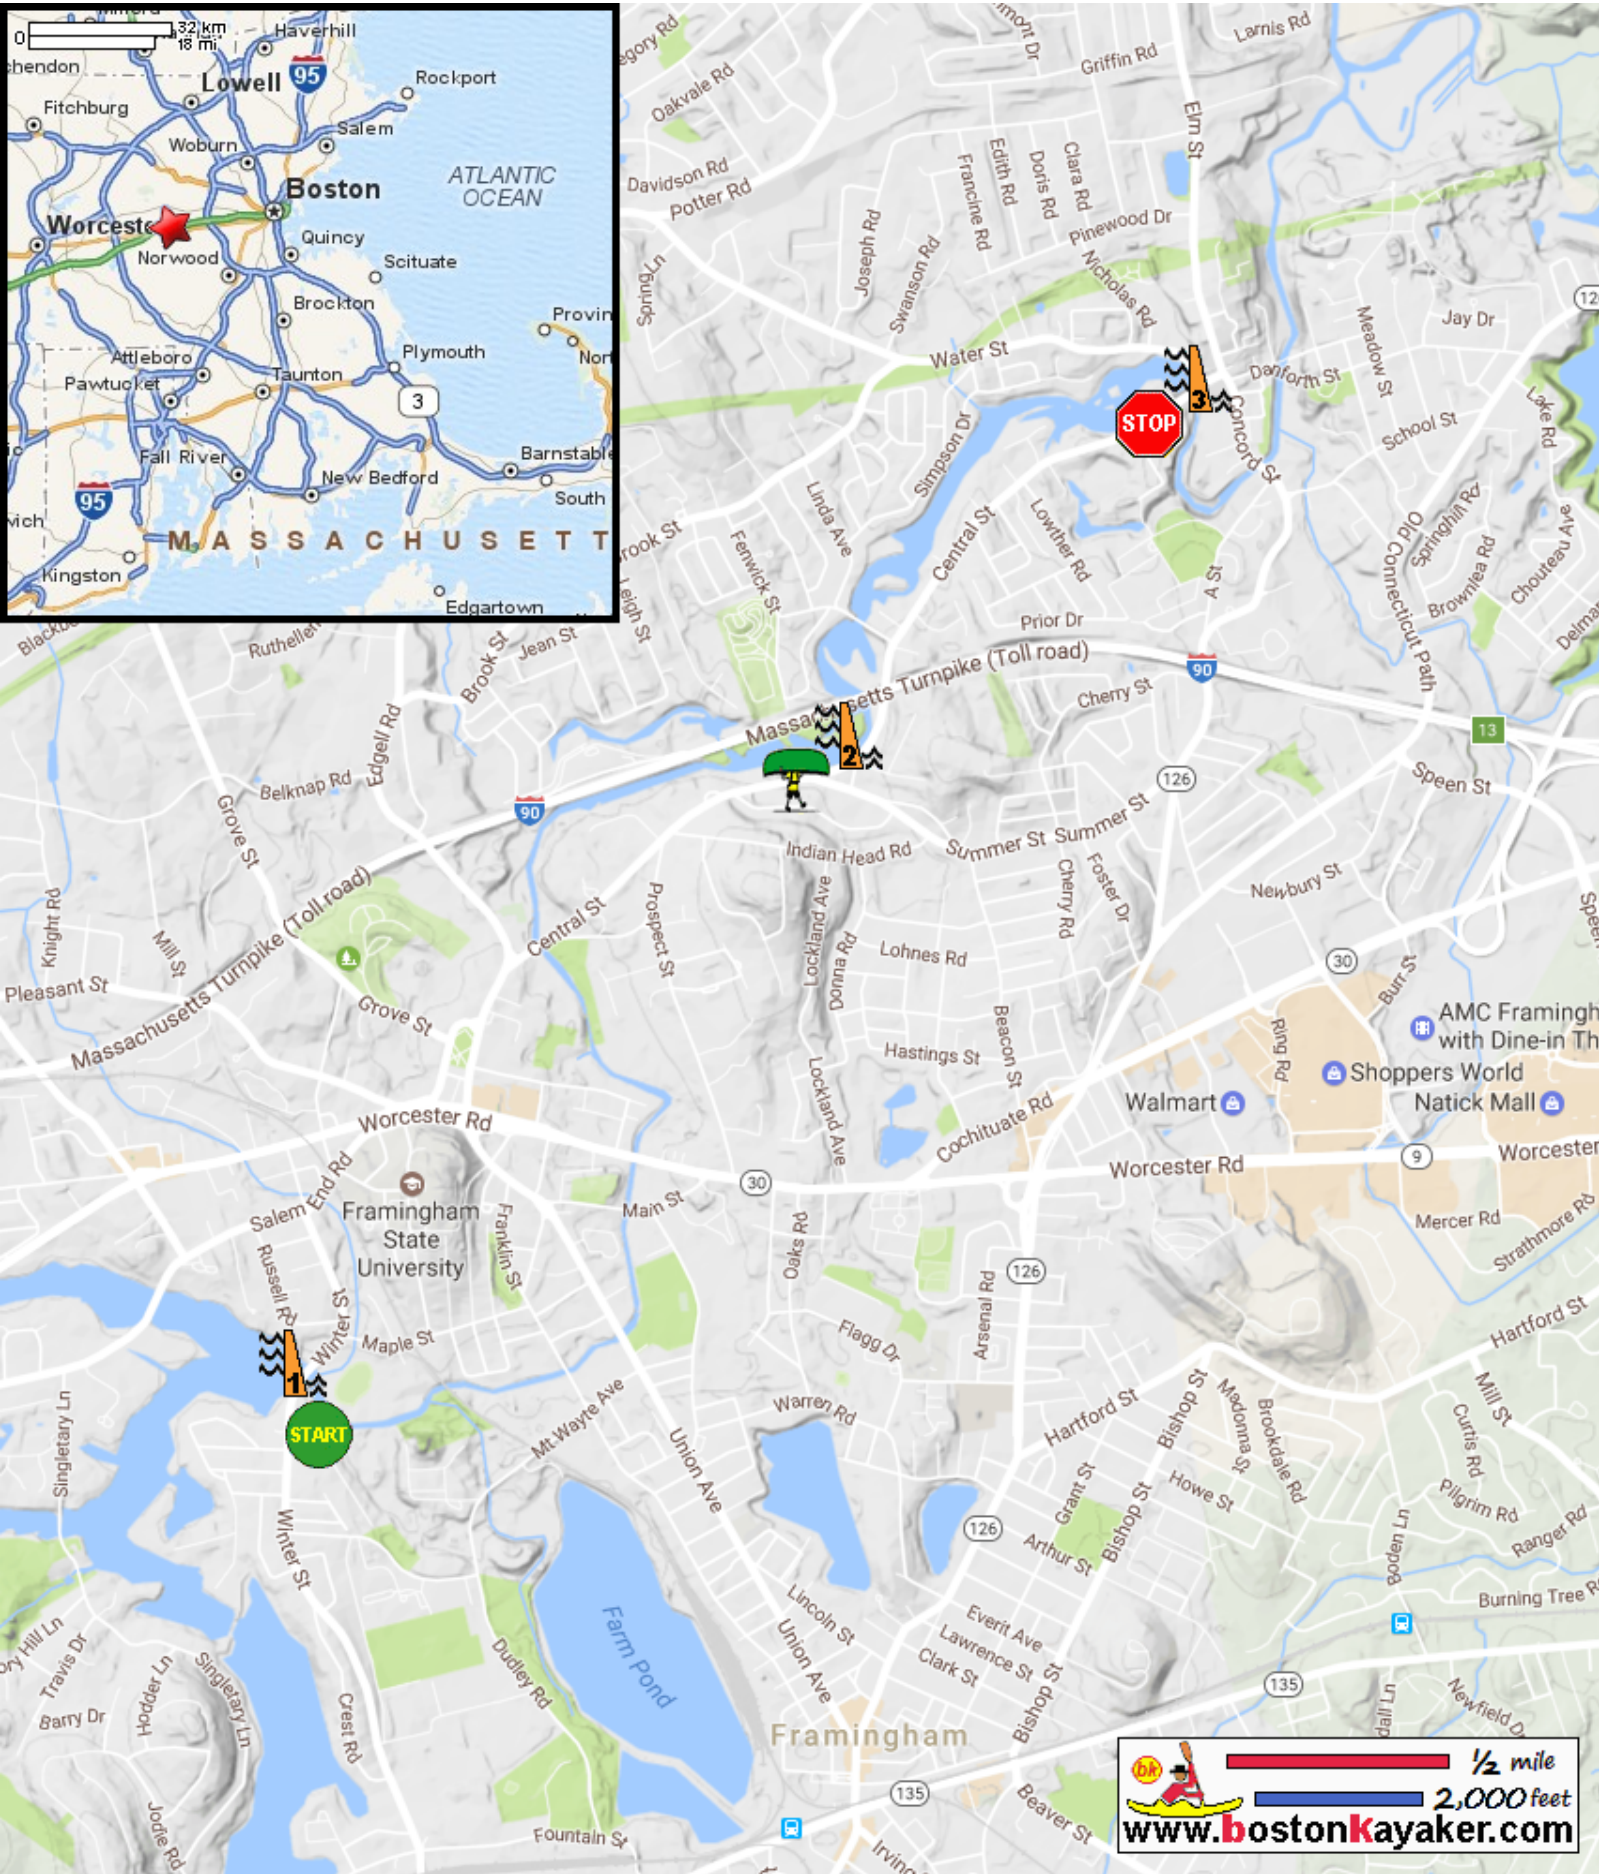 0
32 km
18 mi
Haverhill
Lowell
95
Rockport
Fitchburg
Woburn
Salem
ATLANTIC
OCEAN
Boston
Quincy
Norwood
Scituate
Brockton
Plymouth
Attleboro
Pawtucket
Taunton
3
Fall River
New Bedford
Barnstable
South
95
MASSACHUSETT
Kingston
Edgartown
Oakvale Rd
Griffin Rd
Larnis Rd
Elm St
Davidson Rd
Potter Rd
Joseph Rd
Swanson Rd
Francine Rd
Edith Rd
Doris Rd
Clara Rd
Pinewood Dr
Nicholas Rd
Spring Ln
Water St
Meadow St
Jay Dr
Danforth St
School St
Lake Rd
3
STOP
Concord St
Simpson Dr
Linda Ave
Central St
Lowther Rd
Fenwick St
Leigh St
A St
Old Connecticut Path
Springhill Rd
Brownlea Rd
Chouteau Ave
Prior Dr
Massachusetts Turnpike (Toll road)
90
Cherry St
13
Ruthellen
Brook St
Jean St
Edgell Rd
Belknap Rd
Grove St
90
2
126
Speen St
Indian Head Rd
Summer St
Summer St
Cherry Rd
Foster Dr
Newbury St
Knight Rd
Mill St
Massachusetts Turnpike (Toll road)
Central St
Prospect St
Lockland Ave
Donna Rd
Lohnes Rd
30
Burr St
Pleasant St
Grove St
Hastings St
Beacon St
Ring Rd
AMC Framingh
with Dine-in Th
Shoppers World
Walmart
Natick Mall
Lockland Ave
Cochituate Rd
Worcester Rd
30
Worcester Rd
9
Worcester
Salem End Rd
Framingham
State
University
Franklin St
Main St
Oaks Rd
Mercer Rd
Strathmore Rd
Russell Rd
Winter St
Maple St
126
Arsenal Rd
Flagg Dr
Hartford St
1
START
Singletary Ln
Mt Wayte Ave
Warren Rd
Union Ave
Hartford St
Bishop St
Madonna St
Brookdale Rd
Mill St
Curtis Rd
Pilgrim Rd
Ranger Rd
Howe St
Grant St
Bishop St
Arthur St
Boden Ln
126
Winter St
Burning Tree R
Farm Pond
Lincoln St
Union Ave
Everit Ave
Lawrence St
Clark St
Bishop St
Travis Dr
Barry Dr
Hodder Ln
Singletary Ln
Crest Rd
Dudley Rd
135
Newfield Dr
Framingham
135
Beaver St
Jodie Rd
Fountain St
Irving
bk
½ mile
2,000 feet
www.bostonkayaker.com